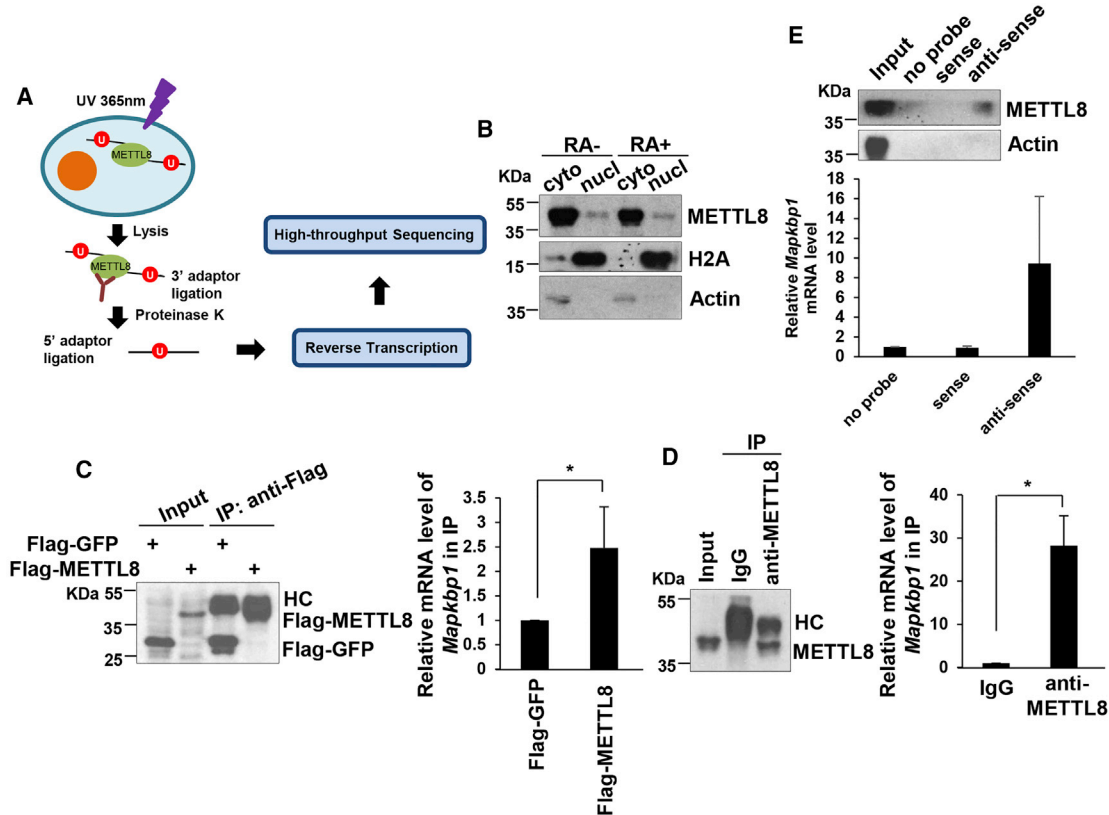 A
UV 365nm
U
METTL8
U
Lysis
U
METTL8
U
3’ adaptor
ligation
Proteinase K
5’ adaptor
ligation
U
High-throughput Sequencing
Reverse Transcription
B
RA- RA+
KDa
cyto nucl cyto nucl
55
35
METTL8
15
H2A
35
Actin
E
Input no probe sense anti-sense
KDa
35
METTL8
35
Actin
Relative Mapkbp1
mRNA level
18
16
14
12
10
8
6
4
2
0
no probe sense anti-sense
C
Input IP: anti-Flag
Flag-GFP + +
Flag-METTL8 + +
KDa 55
35
25
HC
Flag-METTL8
Flag-GFP
Relative mRNA level of
Mapkbp1 in IP
3.5
3
2.5
2
1.5
1
0.5
0
*
Flag-GFP
Flag-METTL8
D
IP
Input IgG anti-METTL8
KDa
55
35
HC
METTL8
Relative mRNA level of
Mapkbp1 in IP
40
30
20
10
0
*
IgG anti-
METTL8